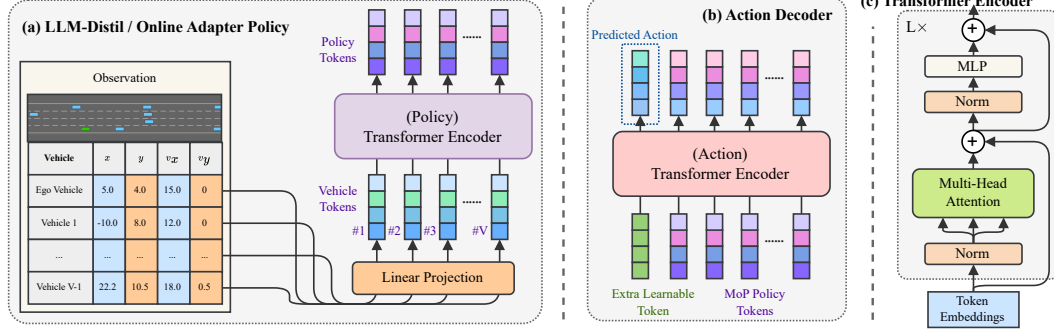 (a) LLM-Distil / Online Adapter Policy
Observation
Vehicle x y vx vy
Ego Vehicle 5.0 4.0 15.0 0
Vehicle 1 -10.0 8.0 12.0 0
... ... ... ... ...
Vehicle V-1 22.2 10.5 18.0 0.5
Policy
Tokens
......
(Policy)
Transformer Encoder
Vehicle
Tokens
......
#1 #2 #3 #V
Linear Projection
(b) Action Decoder
Predicted Action
......
(Action)
Transformer Encoder
......
Extra Learnable
Token
MoP Policy
Tokens
(c) Transformer Encoder
L×
+
MLP
Norm
+
Multi-Head
Attention
Norm
Token
Embeddings